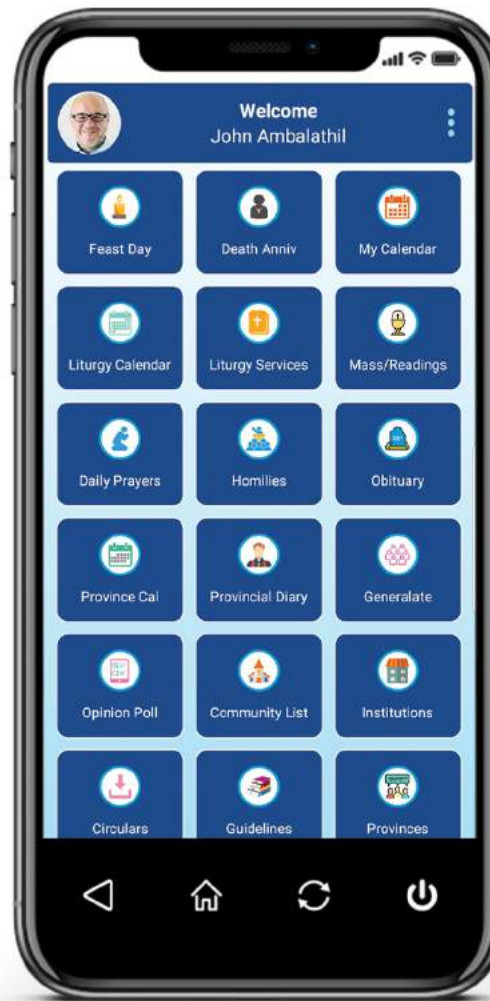 Welcome
John Ambalathil
Feast Day
Death Anniv
My Calendar
Liturgy Calendar
Liturgy Services
Mass/Readings
Daily Prayers
Homilies
Obituary
Province Cal
Provincial Diary
Generalate
Opinion Poll
Community List
Institutions
Circulars
Guidelines
Provinces